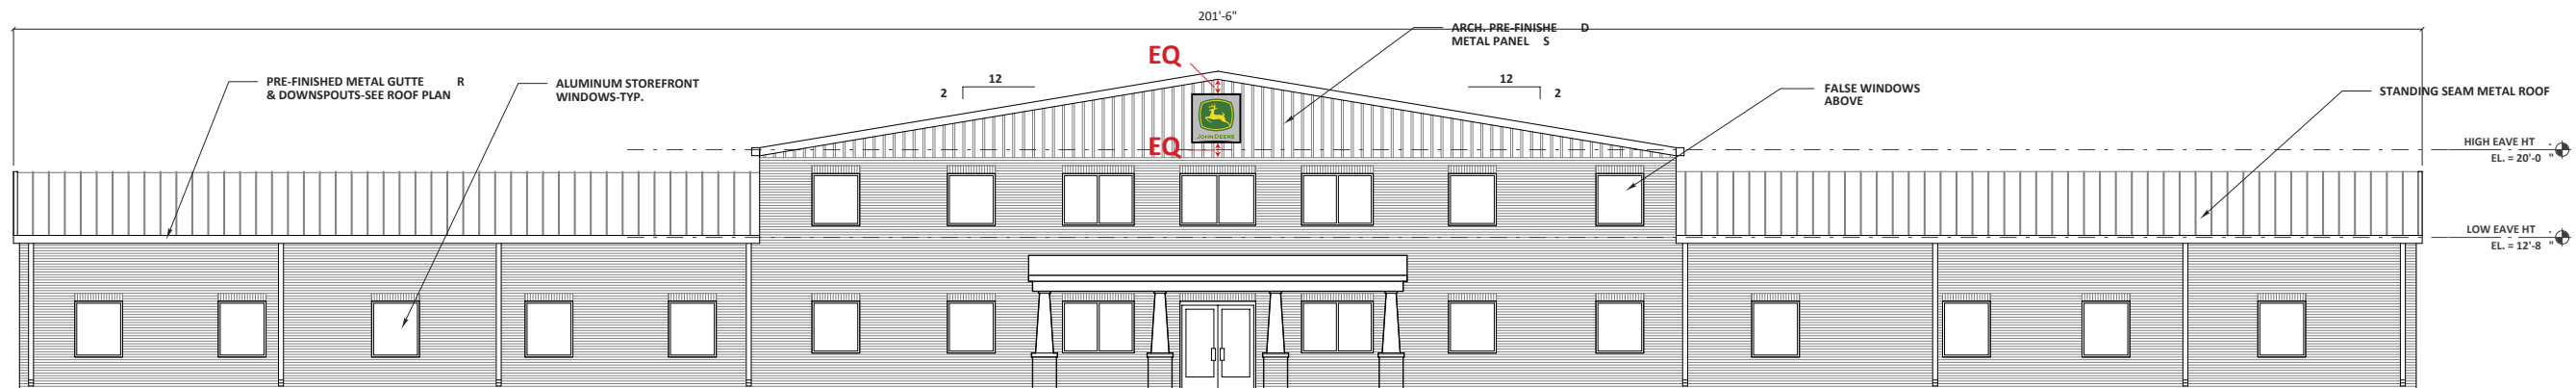 201'-6"
ARCH. PRE-FINISHE D
METAL PANEL S
EQ
PRE-FINISHED METAL GUTTE R
& DOWNSPOUTS-SEE ROOF PLAN
ALUMINUM STOREFRONT
WINDOWS-TYP.
12
2
12
2
FALSE WINDOWS
ABOVE
STANDING SEAM METAL ROOF
JOHN DEERE
EQ
HIGH EAVE HT .
EL. = 20'-0 "
LOW EAVE HT .
EL. = 12'-8 "